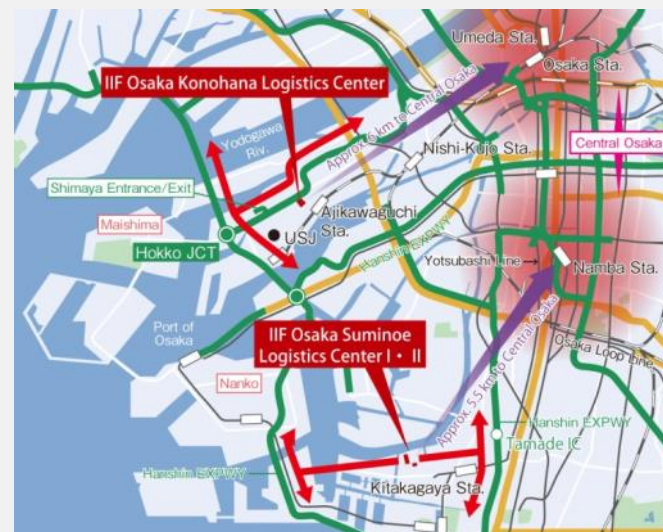 Umeda Sta.
Osaka Sta.
IIF Osaka Konohana Logistics Center
Approx. 6 km to Central Osaka
Yodogawa
Riv.
Central Osaka
Nishi-Kujo Sta.
Shimaya Entrance/Exit
Ajikawaguchi
Sta.
Maishima
USJ
Hokko JCT
Hanshin EXPWY
Yotsubashi Line→
Namba Sta.
Port of
Osaka
IIF Osaka Suminoe
Logistics Center I・II
Approx. 5.5 km to Central Osaka
Osaka Loop Line
Nanko
Hanshin EXPWY
Tamade IC
Hanshin EXPWY
Kitakagaya Sta.